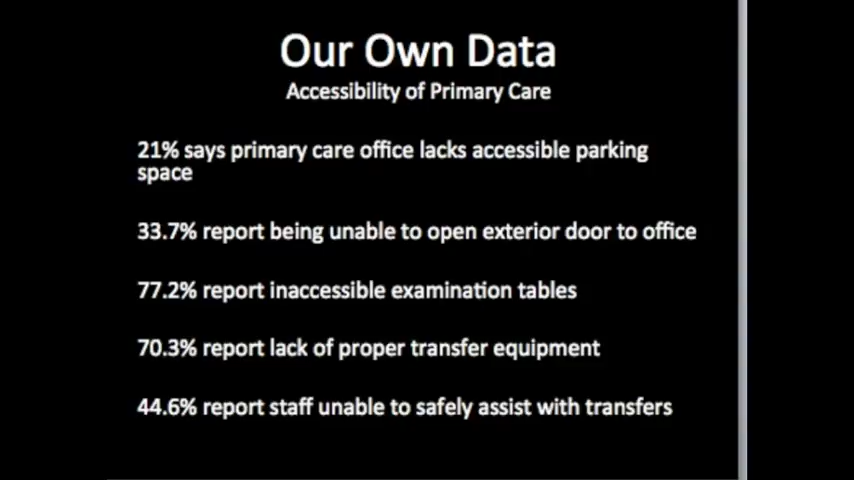 Our Own Data
Accessibility of Primary Care
21% says primary care office lacks accessible parking
space
33.7% report being unable to open exterior door to office
77.2% report inaccessible examination tables
70.3% report lack of proper transfer equipment
44.6% report staff unable to safely assist with transfers